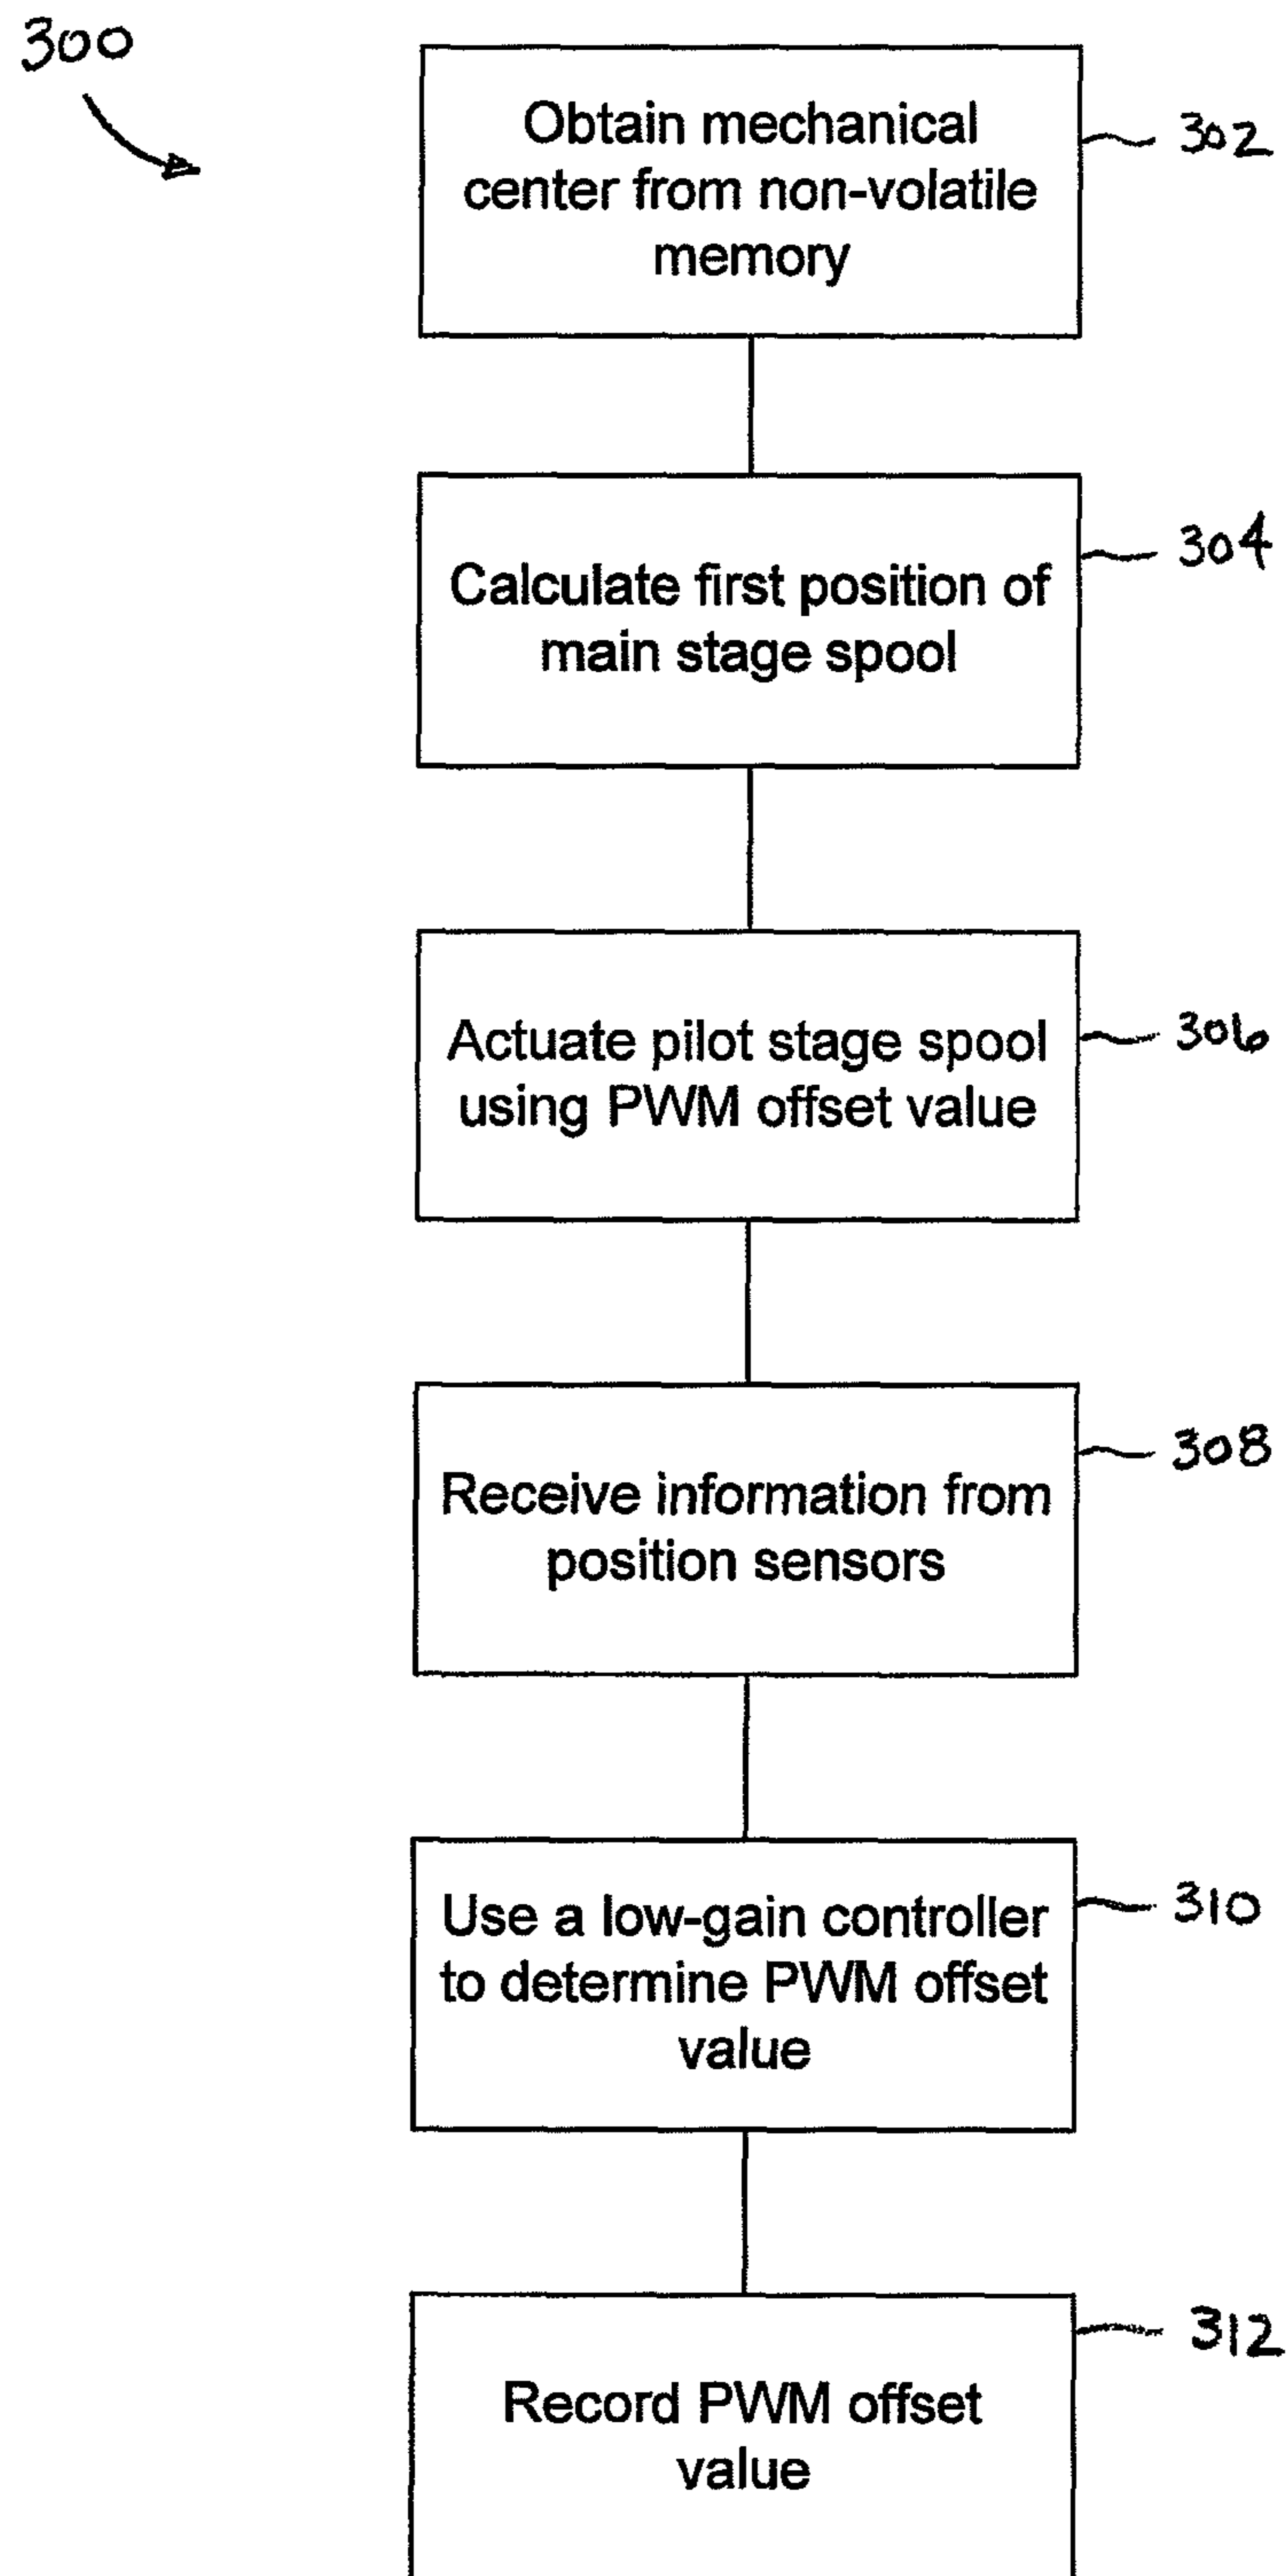 300
Obtain mechanical
center from non-volatile
memory
302
Calculate first position of
main stage spool
304
Actuate pilot stage spool
using PWM offset value
306
Receive information from
position sensors
308
Use a low-gain controller
to determine PWM offset
value
310
Record PWM offset
value
312